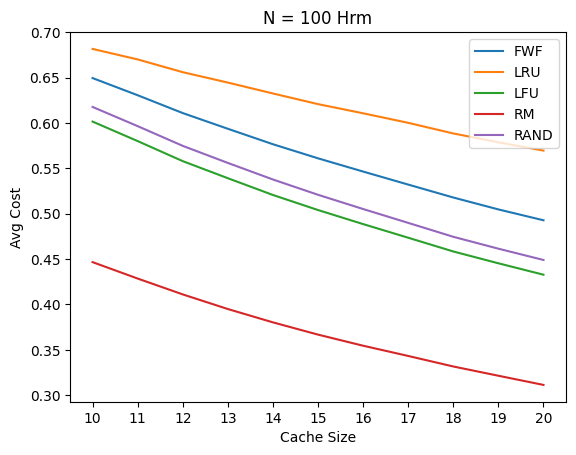 N = 100 Hrm
FWF
LRU
LFU
RM
RAND
Avg Cost
0.70
0.65
0.60
0.55
0.50
0.45
0.40
0.35
0.30
10 11 12 13 14 15 16 17 18 19 20
Cache Size